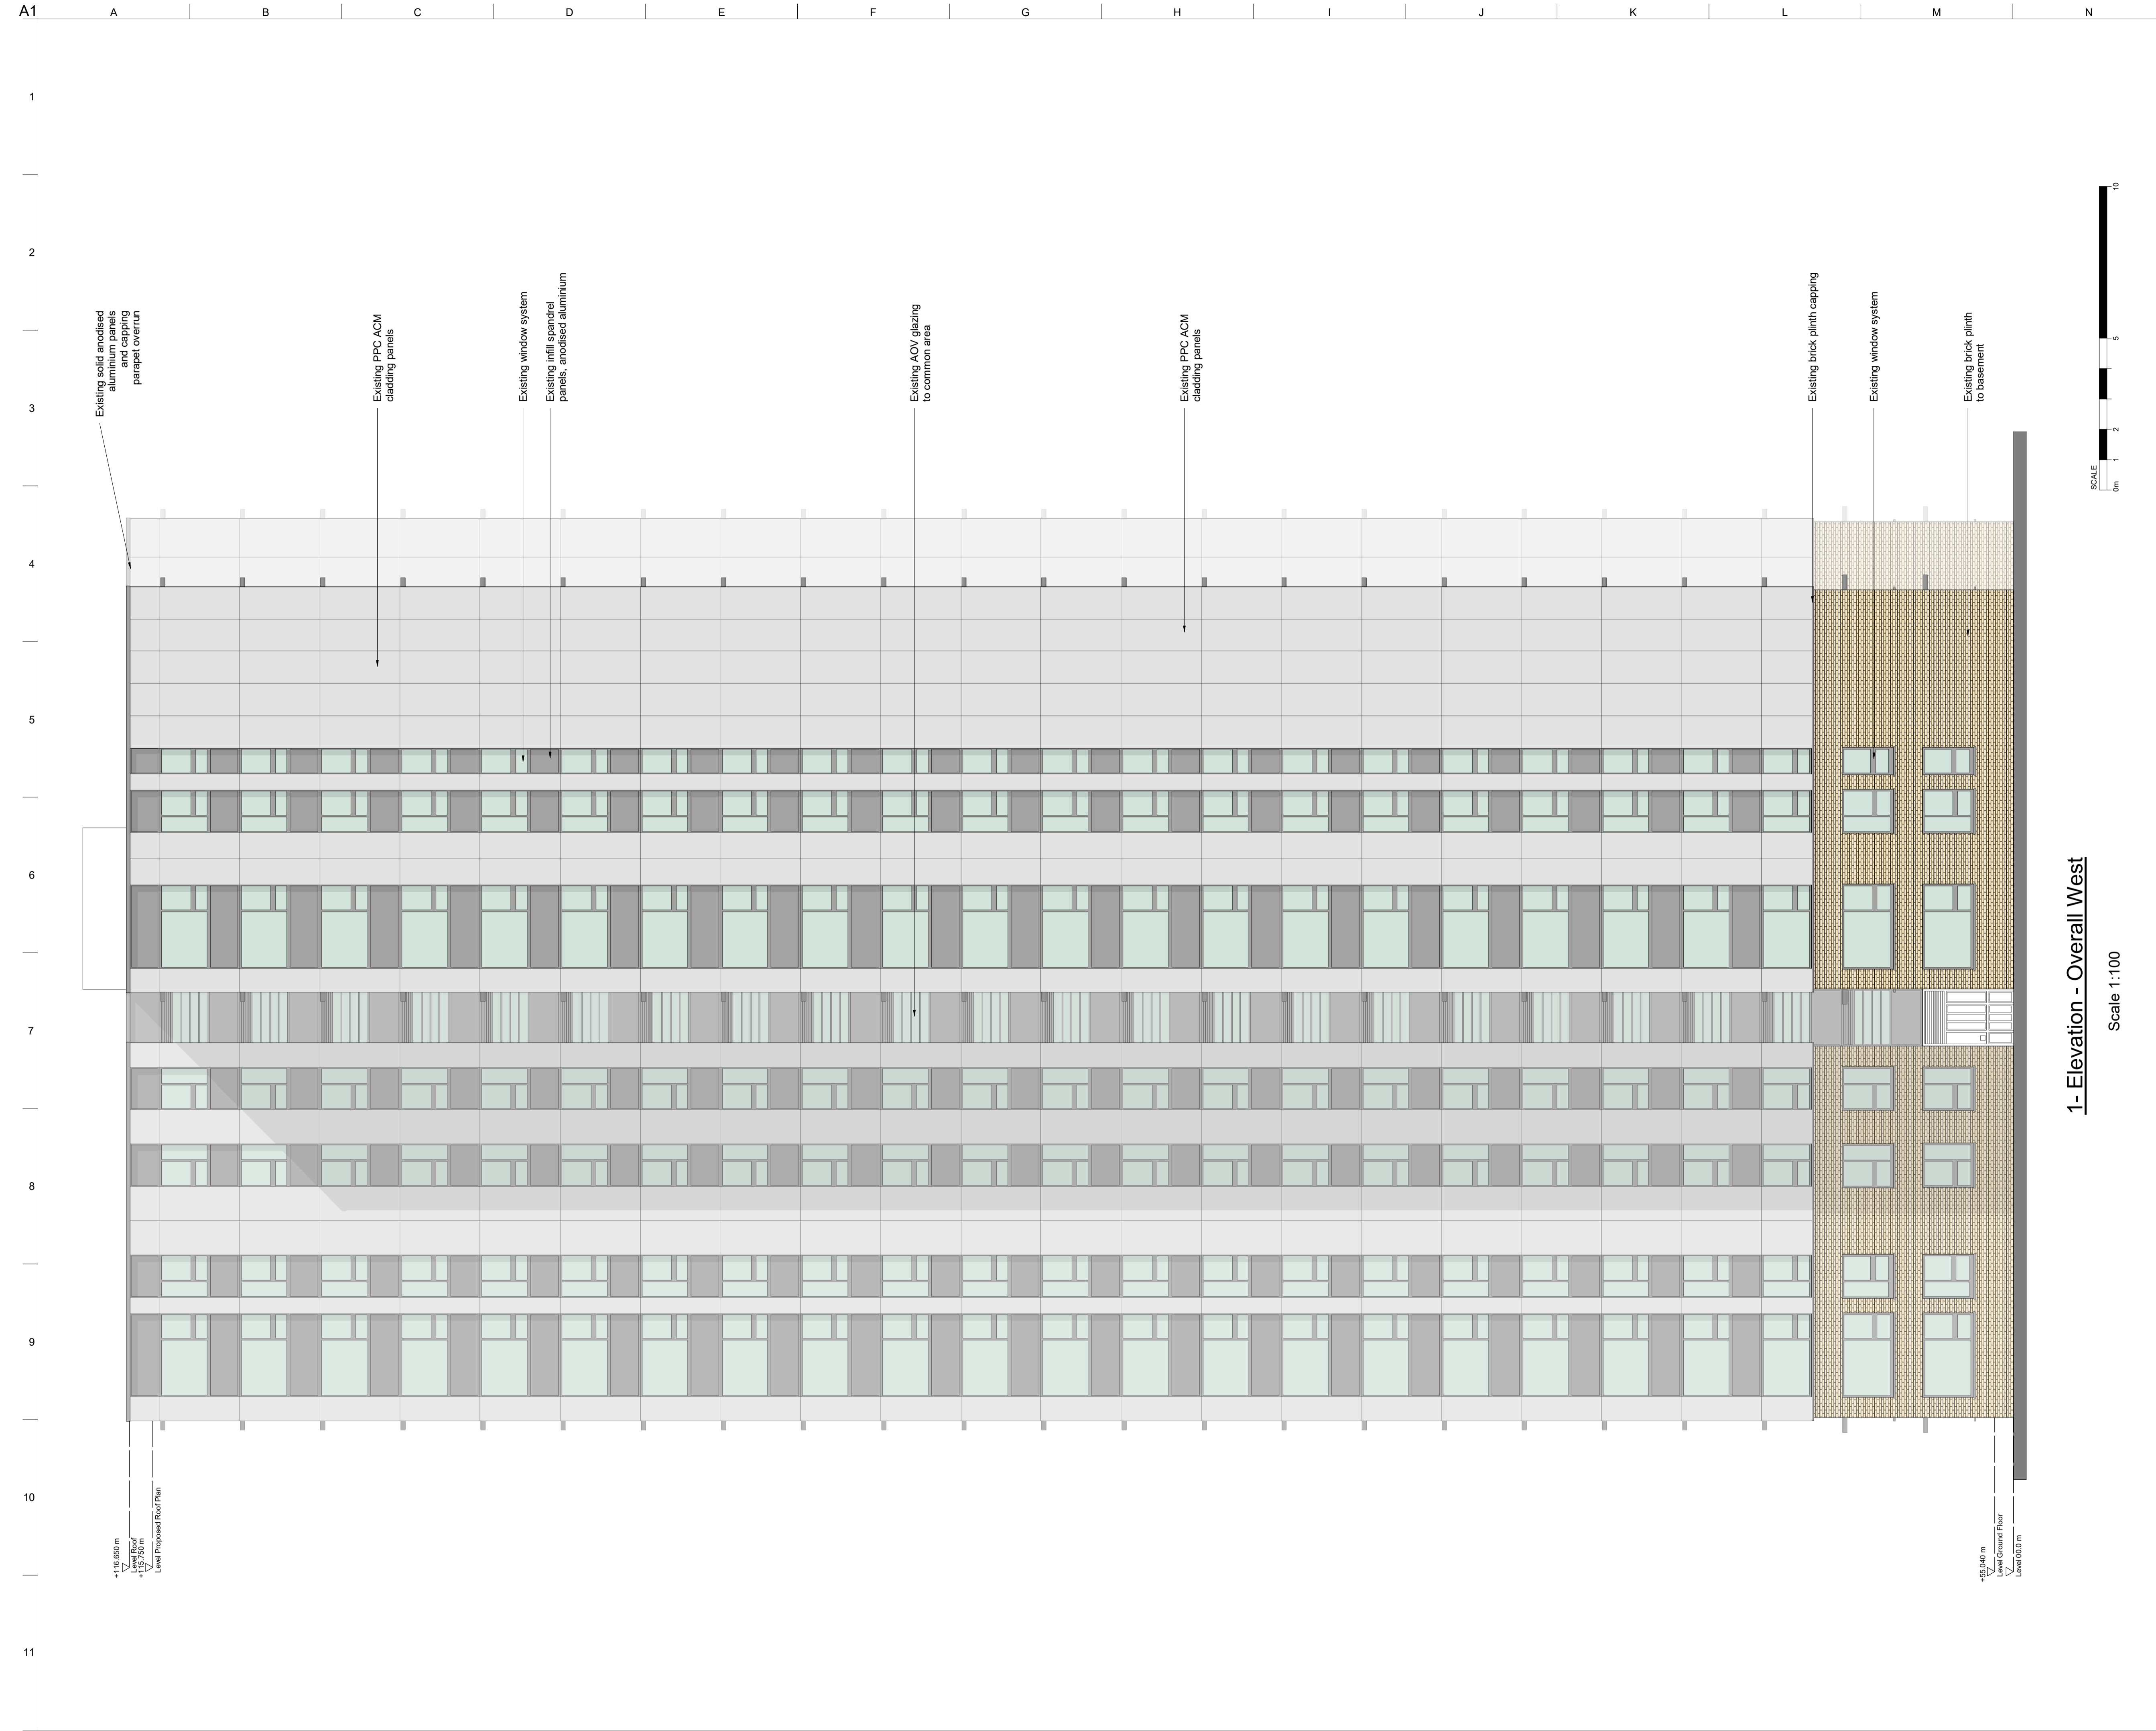 A1
A
B
C
D
E
F
G
H
I
J
K
L
M
N
1
2
3
4
5
6
7
8
9
10
11
Existing solid anodised
aluminium panels
and capping
parapet overrun
Existing PPC ACM
cladding panels
Existing window system
Existing infill spandrel
panels, anodised aluminium
Existing AOV glazing
to common area
Existing PPC ACM
cladding panels
Existing brick plinth capping
Existing window system
Existing brick plinth
to basement
SCALE
0m
1
2
5
10
+116.650 m
Level Roof
+115.750 m
Level Proposed Roof Plan
+55.040 m
Level Ground Floor
Level 00.0 m
1- Elevation - Overall West
Scale 1:100